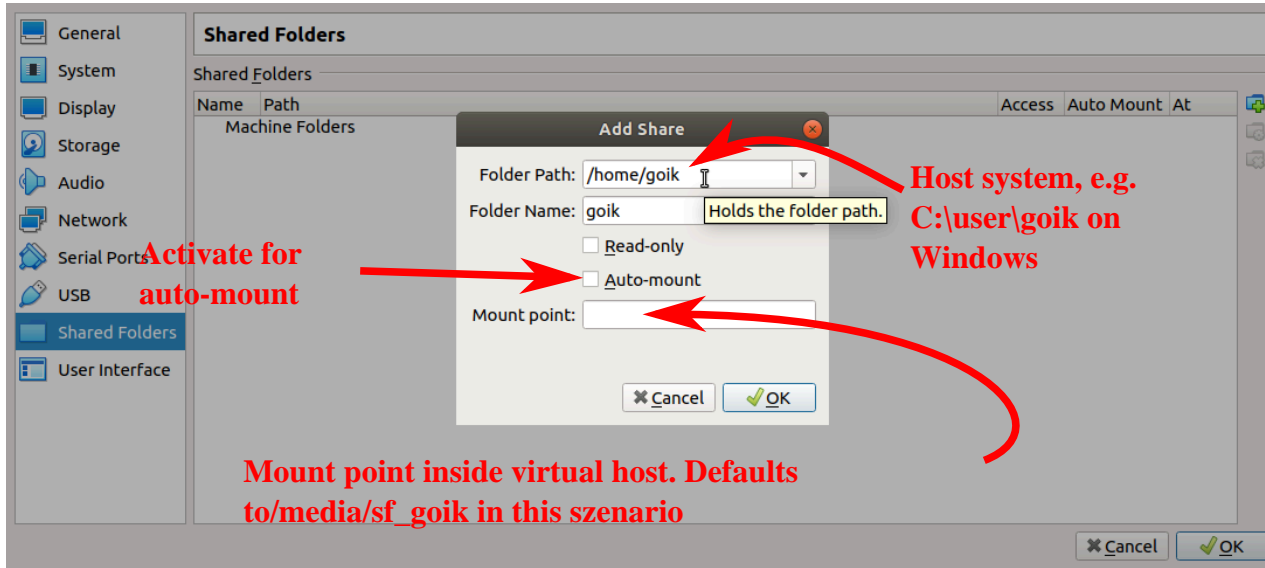 General
System
Display
Storage
Audio
Network
Serial Ports
USB
Shared Folders
User Interface
Shared Folders
Shared Folders
Name Path Access Auto Mount At
Machine Folders
Add Share
Folder Path: /home/goik
Folder Name: goik
Holds the folder path.
Read-only
Auto-mount
Mount point:
Cancel OK
Host system, e.g.
C:\user\goik on
Windows
Activate for
auto-mount
Mount point inside virtual host. Defaults
to/media/sf_goik in this szenario
Cancel OK